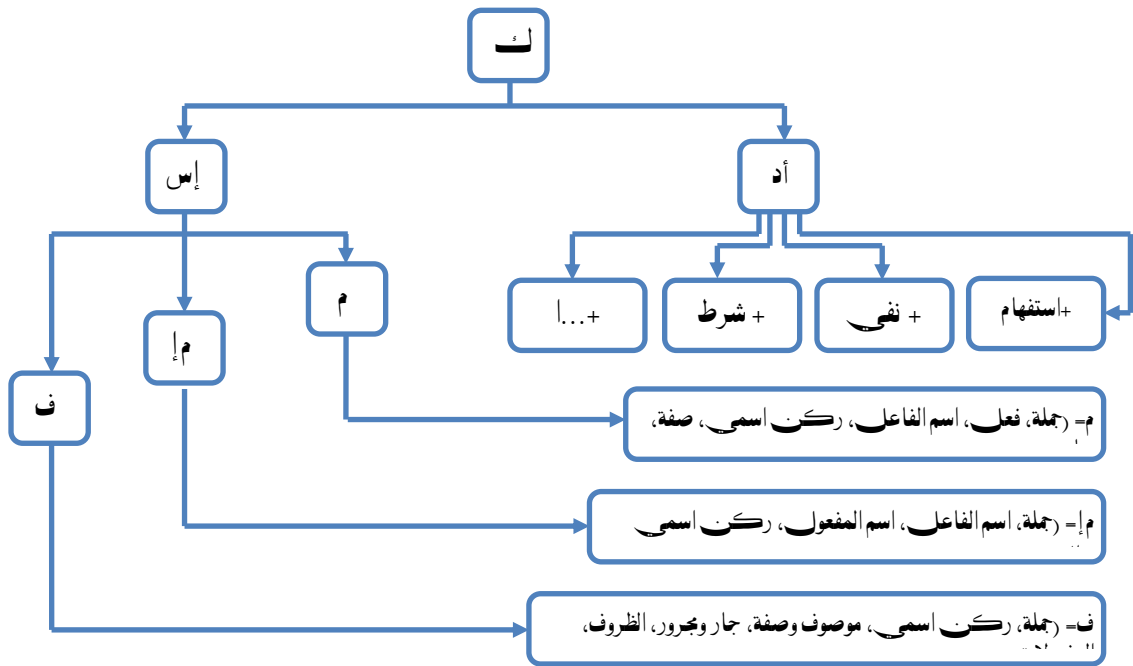 ك
أد
إس
+استفهام
+ نفي
+ شرط
+...ا
م
م إ
ف
م= (جملة، فعل، اسم الفاعل، ركن اسمي، صفة،
م إ= (جملة، اسم الفاعل، اسم المفعول، ركن اسمي
ف= (جملة، ركن اسمي، موصوف وصفة، جار ومجرور، الظروف،